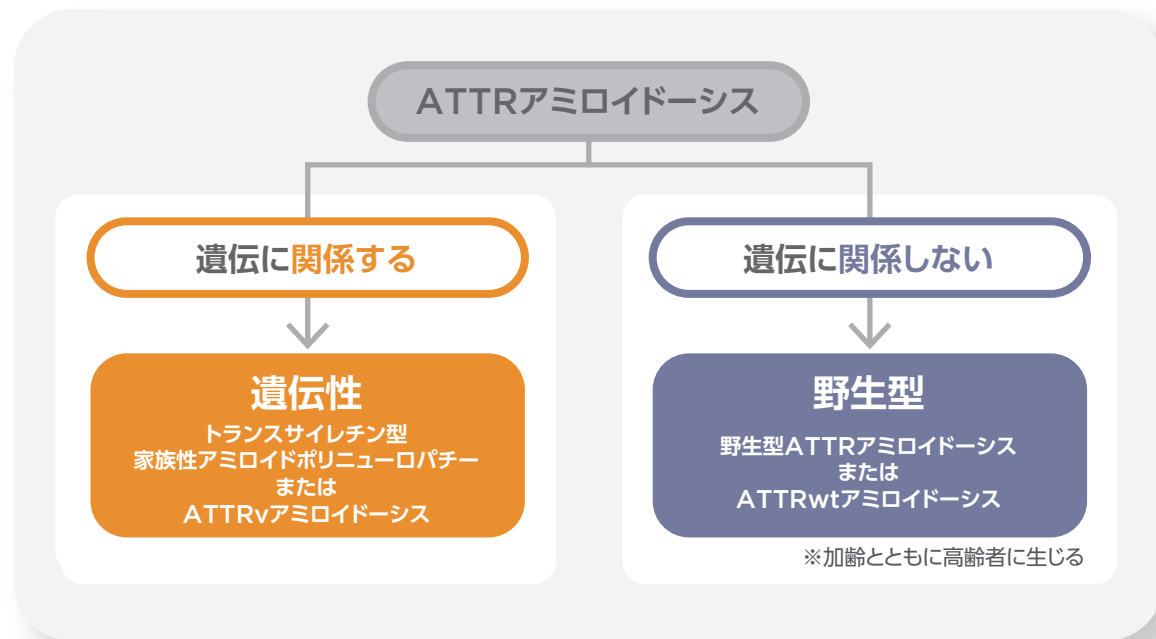 ATTRアミロイドーシス
遺伝に関係する
遺伝性
トランスサイレチン型
家族性アミロイドポリニューロパチー
または
ATTRvアミロイドーシス
遺伝に関係しない
野生型
野生型ATTRアミロイドーシス
または
ATTRwtアミロイドーシス
※加齢とともに高齢者に生じる